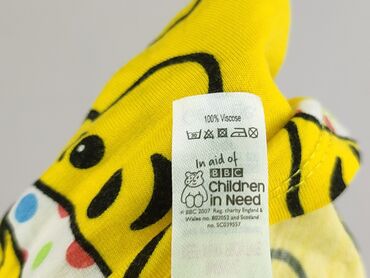 100% Viscose
In aid of
BBC
Children
in Need
© BBC 2007 Reg. charity England &
Wales no. 802052 and Scotland
no. SC039557